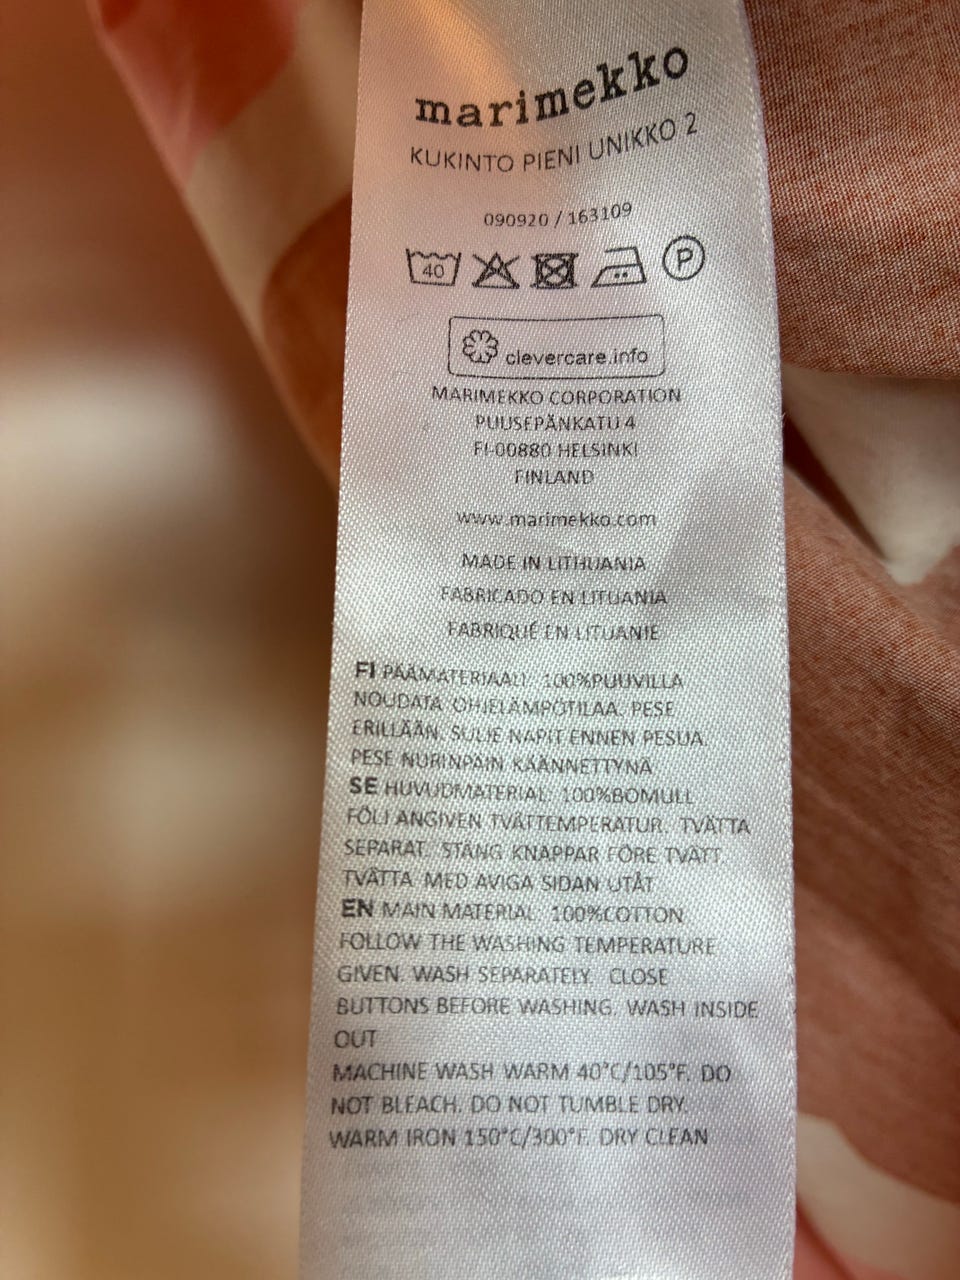 marimekko
KUKINTO PIENI UNIKKO 2
090920 / 163109
40 P
clevercare.info
MARIMEKKO CORPORATION
PUUSEPÄNKATU 4
FI-00880 HELSINKI
FINLAND
www.marimekko.com
MADE IN LITHUANIA
FABRICADO EN LITUANIA
FABRIQUÉ EN LITUANIE
FI PÄÄMATERIAALI: 100%PUUVILLA
NOUDATA OHJELÄMPÖTILAA. PESE
ERILLÄÄN. SULJE NAPIT ENNEN PESUA.
PESE NURINPÄIN KÄÄNNETTYNÄ
SE HUVUDMATERIAL: 100%BOMULL
FÖLJ ANGIVEN TVÄTTEMPERATUR. TVÄTTA
SEPARAT. STÄNG KNAPPAR FÖRE TVÄTT.
TVÄTTA MED AVIGA SIDAN UTÅT
EN MAIN MATERIAL: 100%COTTON
FOLLOW THE WASHING TEMPERATURE
GIVEN. WASH SEPARATELY. CLOSE
BUTTONS BEFORE WASHING. WASH INSIDE
OUT
MACHINE WASH WARM 40°C/105°F. DO
NOT BLEACH. DO NOT TUMBLE DRY.
WARM IRON 150°C/300°F. DRY CLEAN